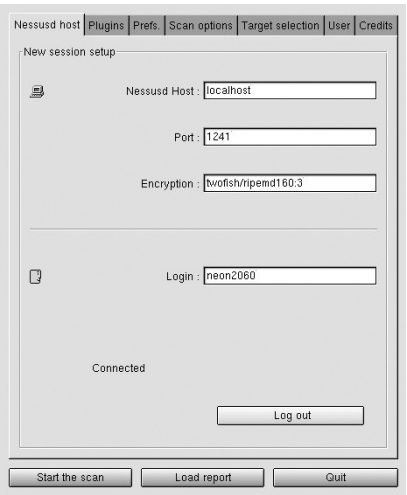 Nessusd host Plugins Prefs. Scan options Target selection User Credits
New session setup
Nessusd Host : localhost
Port : 1241
Encryption : twofish/ripemd160:3
Login : neon2060
Connected
Log out
Start the scan Load report Quit